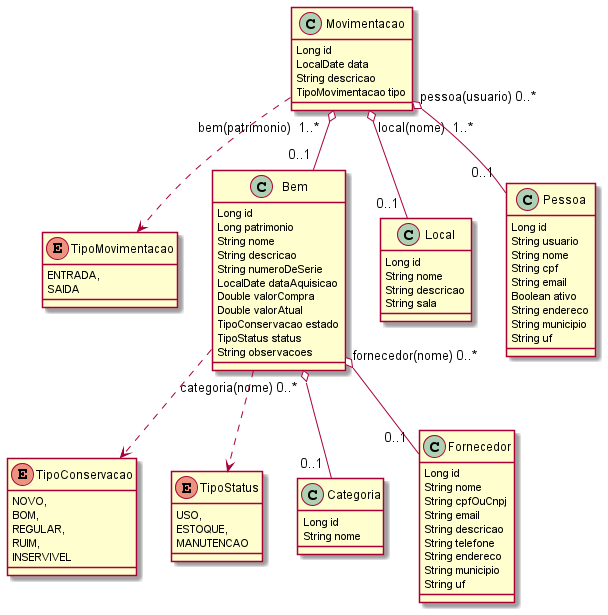 C Movimentacao
Long id
LocalDate data
String descricao
TipoMovimentacao tipo
pessoa(usuario) 0..*
bem(patrimonio) 1..*
local(nome) 1..*
0..1
0..1
0..1
E TipoMovimentacao
ENTRADA,
SAIDA
C Bem
Long id
Long patrimonio
String nome
String descricao
String numeroDeSerie
LocalDate dataAquisicao
Double valorCompra
Double valorAtual
TipoConservacao estado
TipoStatus status
String observacoes
C Local
Long id
String nome
String descricao
String sala
C Pessoa
Long id
String usuario
String nome
String cpf
String email
Boolean ativo
String endereco
String municipio
String uf
fornecedor(nome) 0..*
categoria(nome) 0..*
0..1
0..1
E TipoConservacao
NOVO,
BOM,
REGULAR,
RUIM,
INSERVIVEL
E TipoStatus
USO,
ESTOQUE,
MANUTENCAO
C Categoria
Long id
String nome
C Fornecedor
Long id
String nome
String cpfOuCnpj
String email
String descricao
String telefone
String endereco
String municipio
String uf